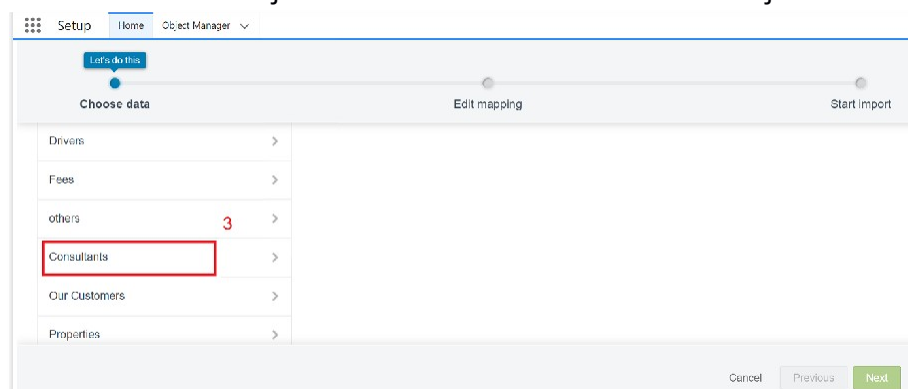 Setup Home Object Manager
Let's do this
Choose data Edit mapping Start Import
Drivers
Fees
others
3
Consultants
Our Customers
Properties
Cancel Previous Next